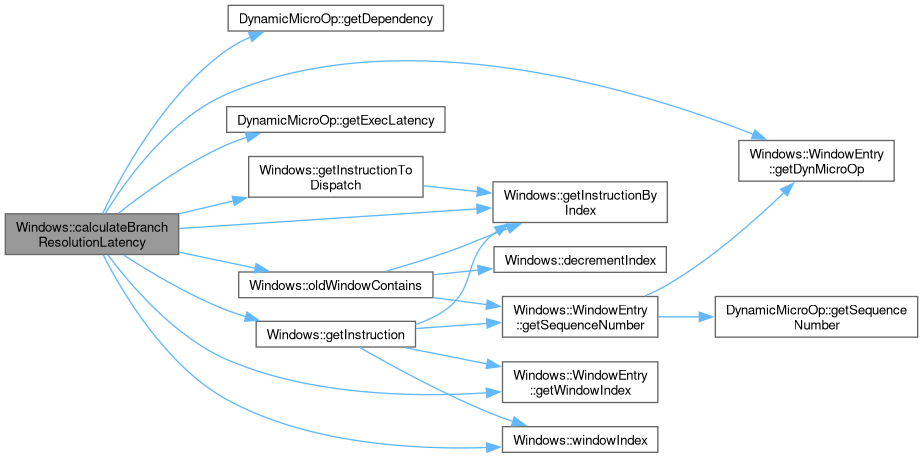 DynamicMicroOp::getDependency
DynamicMicroOp::getExecLatency
Windows::WindowEntry
::getDynMicroOp
Windows::getInstructionTo
Dispatch
Windows::getInstructionBy
Index
Windows::calculateBranch
ResolutionLatency
Windows::decrementIndex
Windows::oldWindowContains
Windows::WindowEntry
::getSequenceNumber
DynamicMicroOp::getSequence
Number
Windows::getInstruction
Windows::WindowEntry
::getWindowIndex
Windows::windowIndex